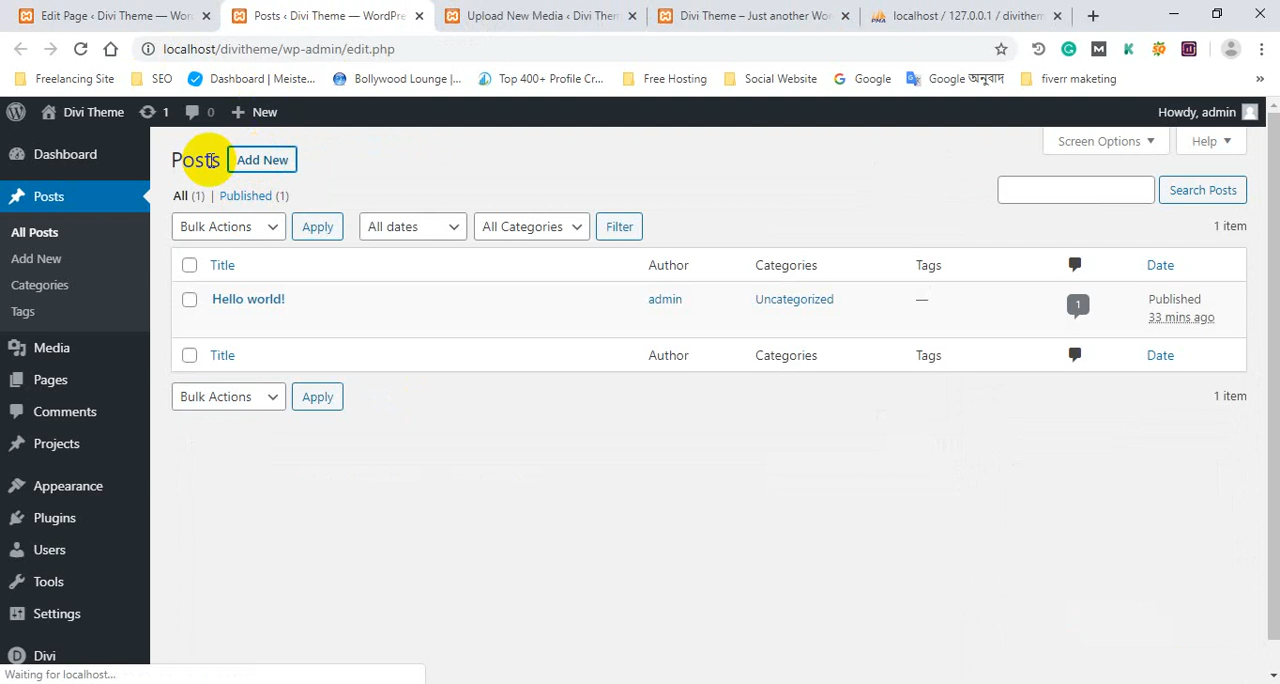 Edit Page ‹ Divi Theme — Wor
Posts ‹ Divi Theme — WordPre
Upload New Media ‹ Divi Them
Divi Theme – Just another Wo
localhost / 127.0.0.1 / divithem
localhost/divitheme/wp-admin/edit.php
Freelancing Site
SEO
Dashboard | Meiste...
Bollywood Lounge |...
Top 400+ Profile Cr...
Free Hosting
Social Website
Google
Google অনুবাদ
fiverr maketing
»
Divi Theme
1
0
New
Howdy, admin
Dashboard
Posts
All Posts
Add New
Categories
Tags
Media
Pages
Comments
Projects
Appearance
Plugins
Users
Tools
Settings
Divi
Posts Add New
Screen Options
Help
All (1) | Published (1)
Search Posts
Bulk Actions Apply All dates All Categories Filter
1 item
Title Author Categories Tags Date
Hello world! admin Uncategorized — 1 Published
33 mins ago
Title Author Categories Tags Date
Bulk Actions Apply
1 item
Waiting for localhost...